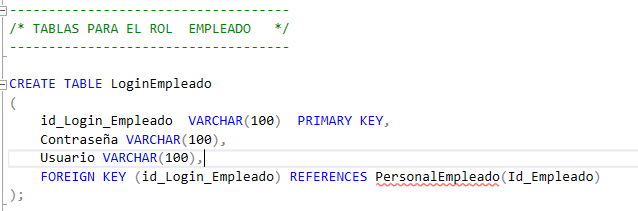 -----------------------------------
/* TABLAS PARA EL ROL  EMPLEADO   */
-----------------------------------
CREATE TABLE LoginEmpleado
(
    id_Login_Empleado  VARCHAR(100)  PRIMARY KEY,
    Contraseña VARCHAR(100),
    Usuario VARCHAR(100),
    FOREIGN KEY (id_Login_Empleado) REFERENCES PersonalEmpleado(Id_Empleado)
);